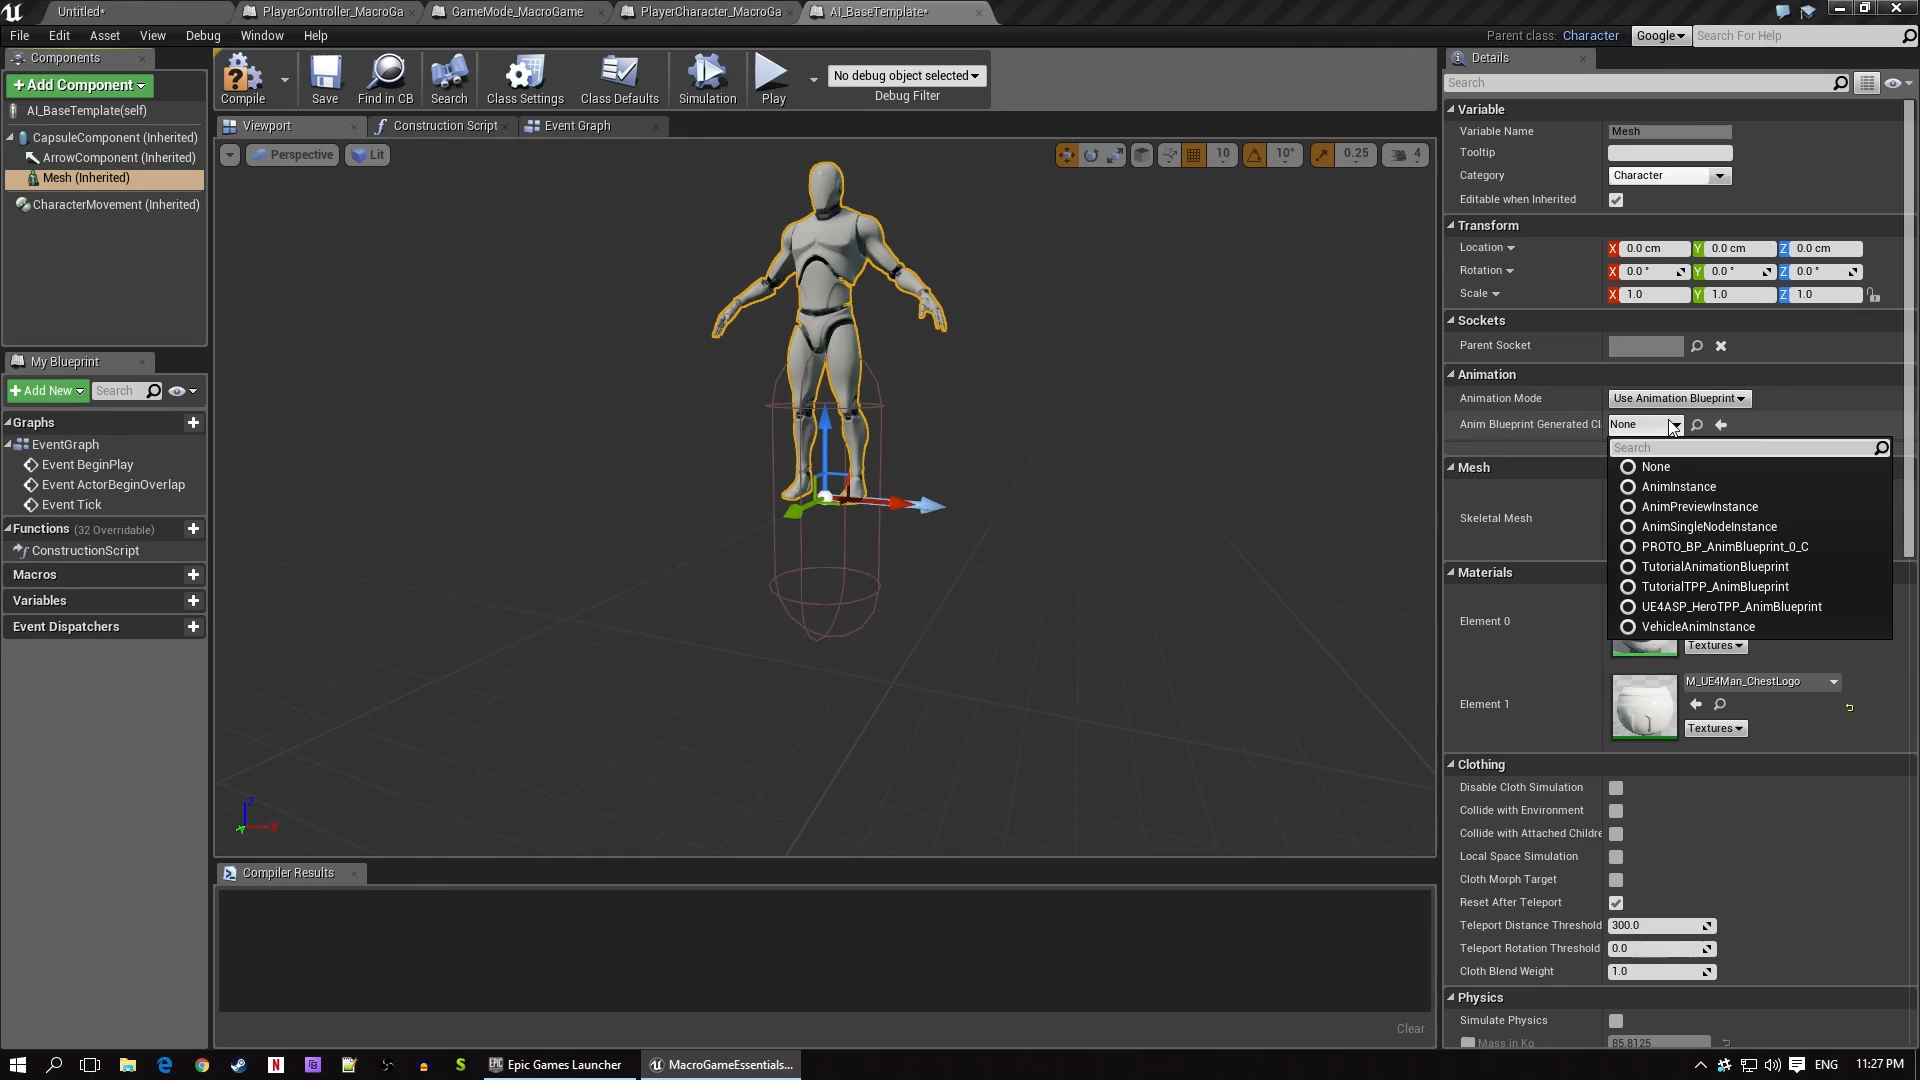 Untitled*
PlayerController_MacroGa
GameMode_MacroGame
PlayerCharacter_MacroGa
AI_BaseTemplate*
File Edit Asset View Debug Window Help
Parent class: Character
Google
Search For Help
Components
+Add Component
AI_BaseTemplate(self)
CapsuleComponent (Inherited)
ArrowComponent (Inherited)
Mesh (Inherited)
CharacterMovement (Inherited)
My Blueprint
+Add New
Search
Graphs
EventGraph
Event BeginPlay
Event ActorBeginOverlap
Event Tick
Functions (32 Overridable)
ConstructionScript
Macros
Variables
Event Dispatchers
Compile
Save
Find in CB
Search
Class Settings
Class Defaults
Simulation
Play
No debug object selected
Debug Filter
Viewport
Construction Script
Event Graph
Perspective
Lit
10
10°
0.25
4
Z
X
Y
Compiler Results
Clear
Details
Search
Variable
Variable Name Mesh
Tooltip
Category Character
Editable when Inherited
Transform
Location X 0.0 cm Y 0.0 cm Z 0.0 cm
Rotation X 0.0 ° Y 0.0 ° Z 0.0 °
Scale X 1.0 Y 1.0 Z 1.0
Sockets
Parent Socket
Animation
Animation Mode Use Animation Blueprint
Anim Blueprint Generated Cl None
Search
None
AnimInstance
AnimPreviewInstance
AnimSingleNodeInstance
PROTO_BP_AnimBlueprint_0_C
TutorialAnimationBlueprint
TutorialTPP_AnimBlueprint
UE4ASP_HeroTPP_AnimBlueprint
VehicleAnimInstance
Mesh
Skeletal Mesh
Materials
Element 0
Textures
Element 1
M_UE4Man_ChestLogo
Textures
Clothing
Disable Cloth Simulation
Collide with Environment
Collide with Attached Childre
Local Space Simulation
Cloth Morph Target
Reset After Teleport
Teleport Distance Threshold 300.0
Teleport Rotation Threshold 0.0
Cloth Blend Weight 1.0
Physics
Simulate Physics
Mass in Kg 85.8125
Epic Games Launcher
MacroGameEssentials...
ENG
11:27 PM